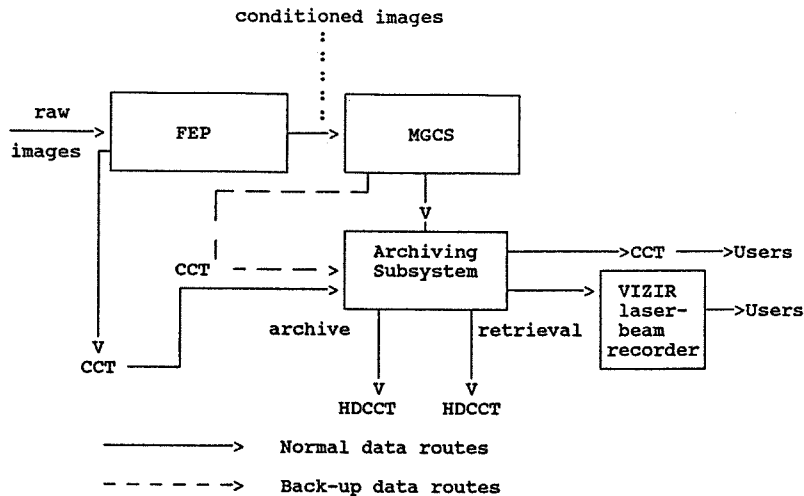 conditioned images
raw
images
FEP
MGCS
V
Archiving
Subsystem
CCT
>CCT
>Users
VIZIR
laser-
beam
recorder
>Users
archive
retrieval
V
CCT
V
HDCCT
V
HDCCT
Normal data routes
Back-up data routes